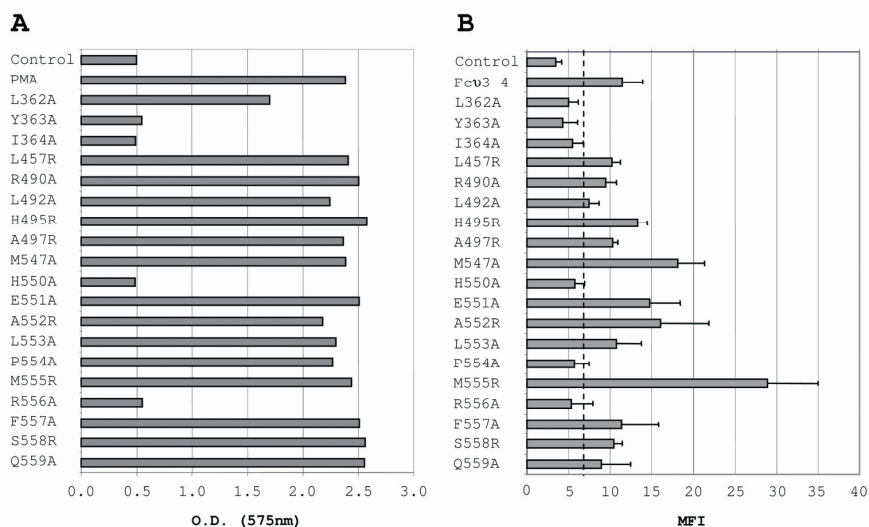 A
Control
PMA
L362A
Y363A
I364A
L457R
R490A
L492A
H495R
A497R
M547A
H550A
E551A
A552R
L553A
P554A
M555R
R556A
F557A
S558R
Q559A
0.0 0.5 1.0 1.5 2.0 2.5 3.0
O.D. (575nm)
B
Control
Fcυ3 4
L362A
Y363A
I364A
L457R
R490A
L492A
H495R
A497R
M547A
H550A
E551A
A552R
L553A
P554A
M555R
R556A
F557A
S558R
Q559A
0 5 10 15 20 25 30 35 40
MFI